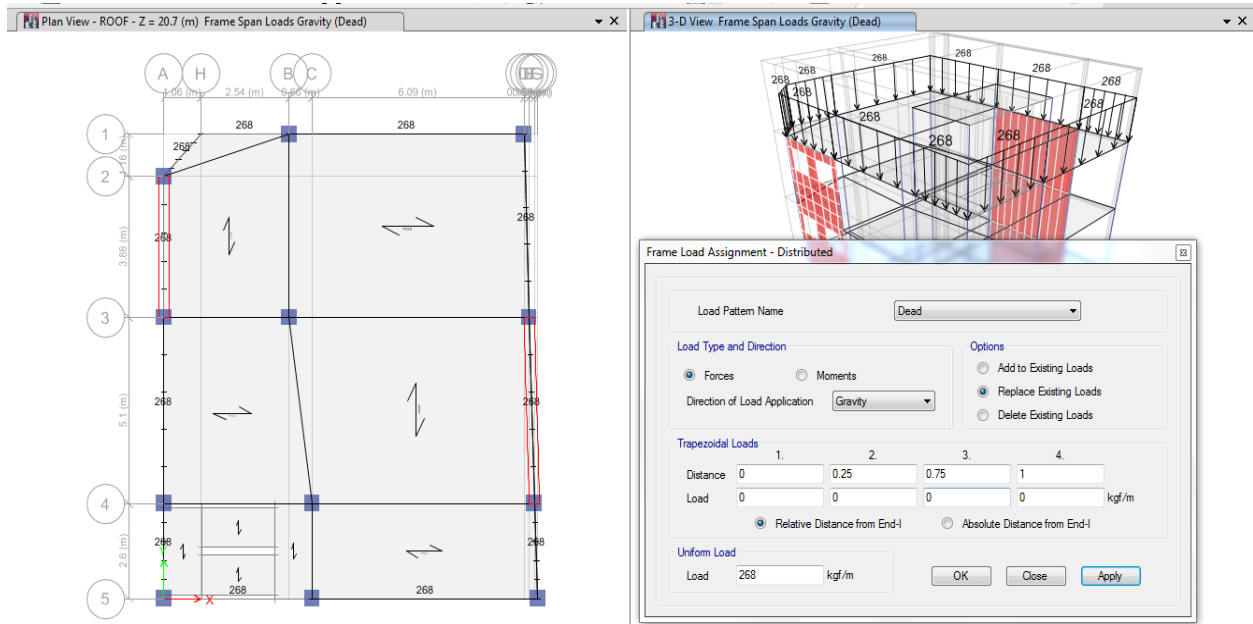 Plan View - ROOF - Z = 20.7 (m) Frame Span Loads Gravity (Dead)
A H B C
1.06 (m) 2.54 (m) 6.09 (m)
268 268
1
268
2
3.86 (m) 268 268
3
5.1 (m) 268 268
4
2.6 (m) 268 268
Y
268 268
5 X
3-D View Frame Span Loads Gravity (Dead)
268
268
268 268
268
268
268
268
268
268
Frame Load Assignment - Distributed
Load Pattern Name Dead
Load Type and Direction
Forces Moments
Direction of Load Application Gravity
Options
Add to Existing Loads
Replace Existing Loads
Delete Existing Loads
Trapezoidal Loads
1. 2. 3. 4.
Distance 0 0.25 0.75 1
Load 0 0 0 0 kgf/m
Relative Distance from End-I Absolute Distance from End-I
Uniform Load
Load 268 kgf/m
OK Close Apply